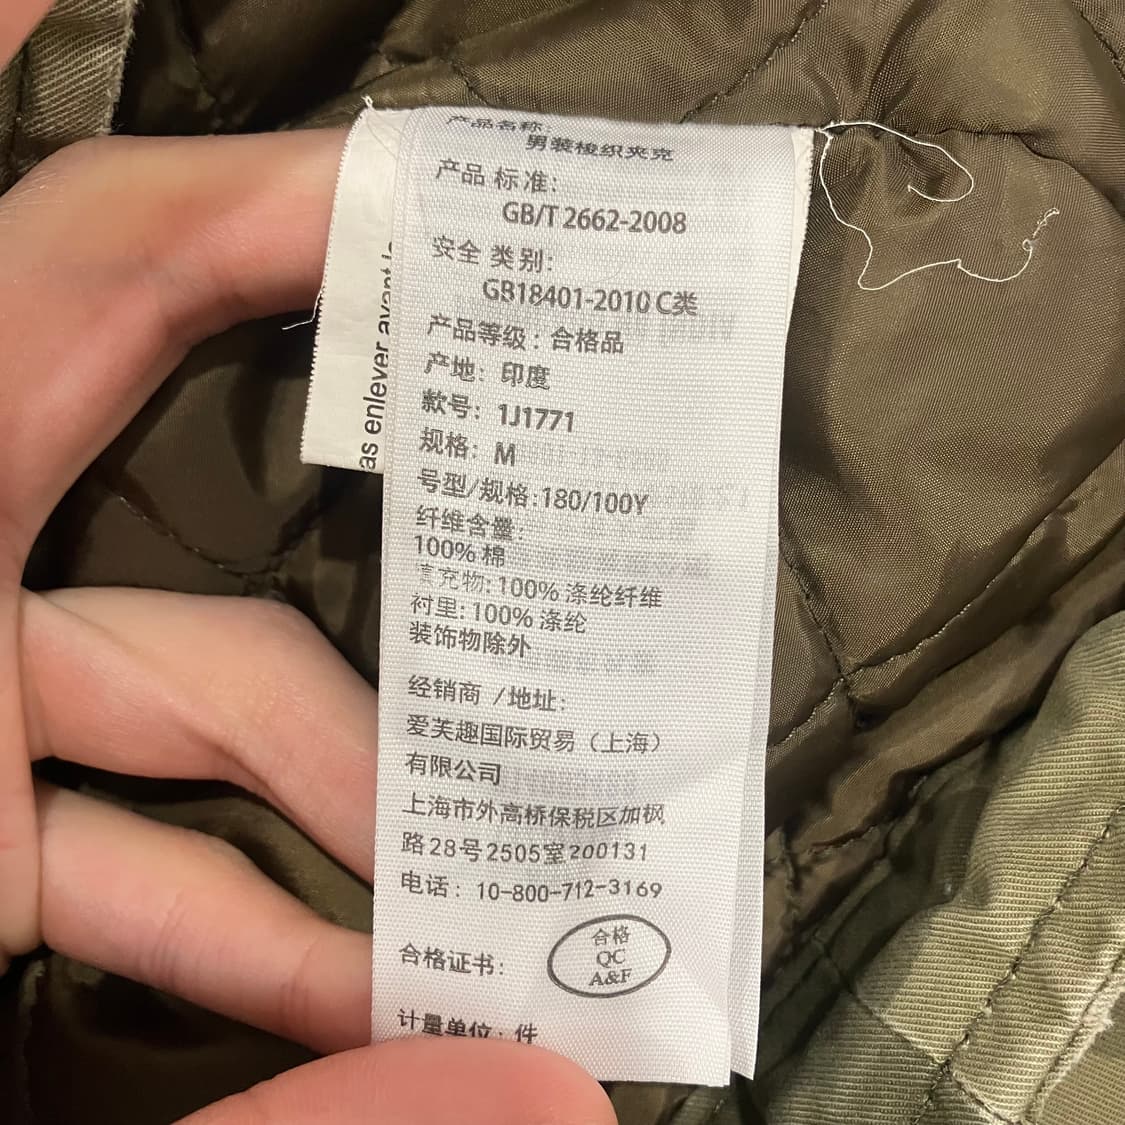 产品名称:
男装梭织夹克
产品 标准:
GB/T 2662-2008
安全 类别:
GB18401-2010 C类
产品等级: 合格品
产地: 印度
款号: 1J1771
规格: M
号型/规格:180/100Y
纤维含量:
100% 棉
填充物: 100% 涤纶纤维
衬里: 100% 涤纶
装饰物除外
经销商 /地址:
爱芙趣国际贸易（上海）
有限公司
上海市外高桥保税区加枫
路28号2505室200131
电话: 10-800-712-3169
合格证书:
合格
QC
A&F
计量单位: 件
as enlever avant